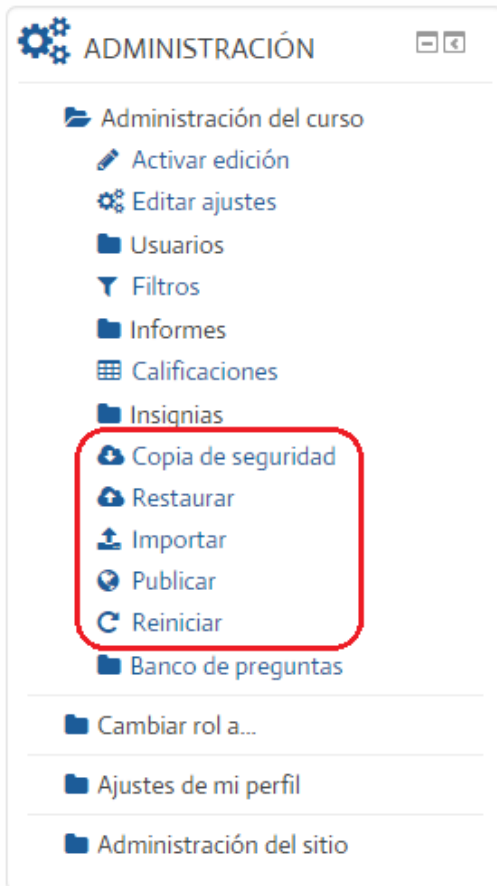 ADMINISTRACIÓN
Administración del curso
Activar edición
Editar ajustes
Usuarios
Filtros
Informes
Calificaciones
Insignias
Copia de seguridad
Restaurar
Importar
Publicar
Reiniciar
Banco de preguntas
Cambiar rol a...
Ajustes de mi perfil
Administración del sitio